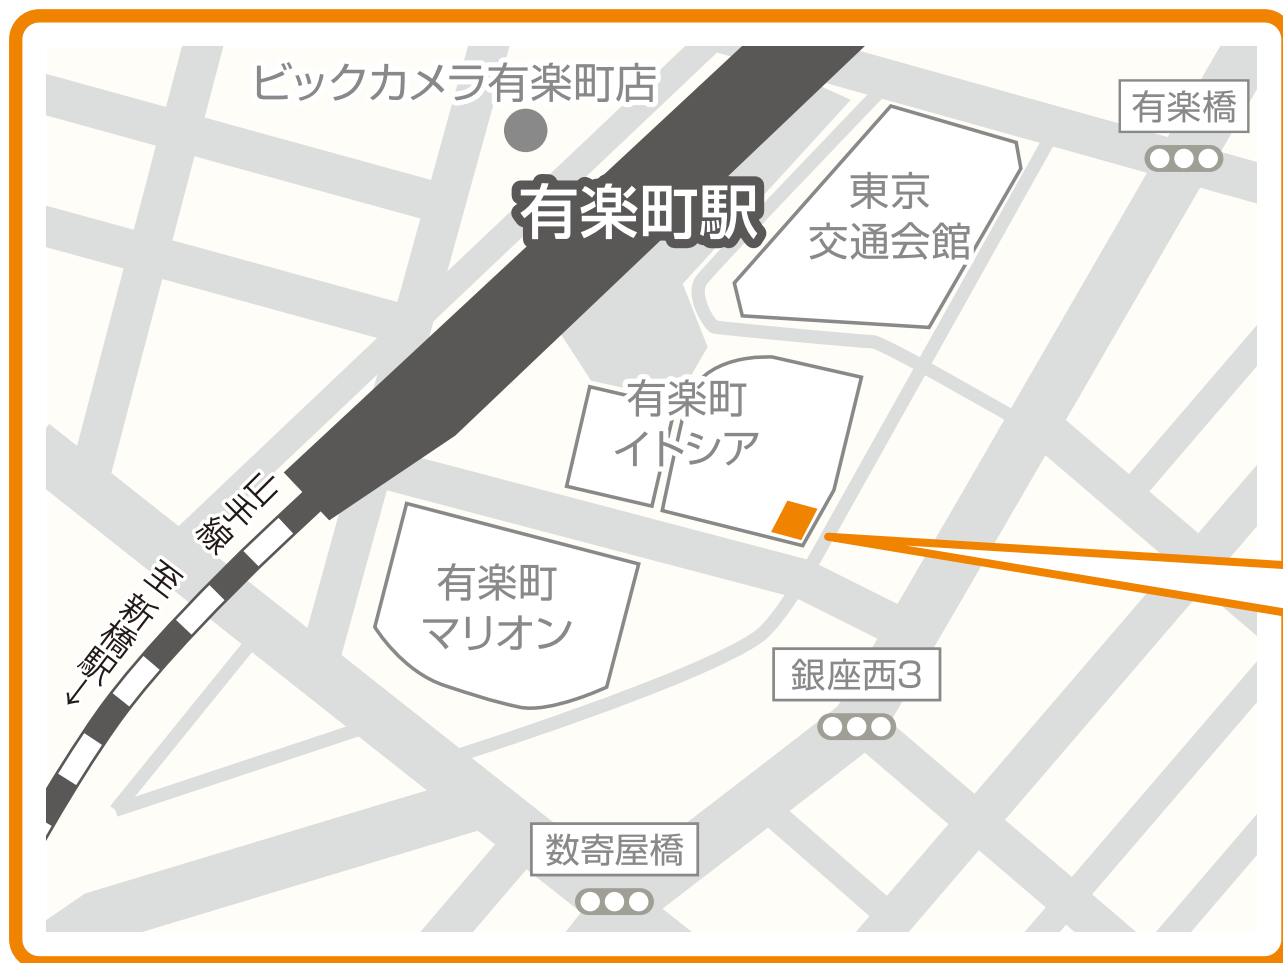 ビックカメラ有楽町店
有楽橋
有楽町駅
東京
交通会館
有楽町
イトシア
山手線
至新橋駅→
有楽町
マリオン
銀座西3
数寄屋橋